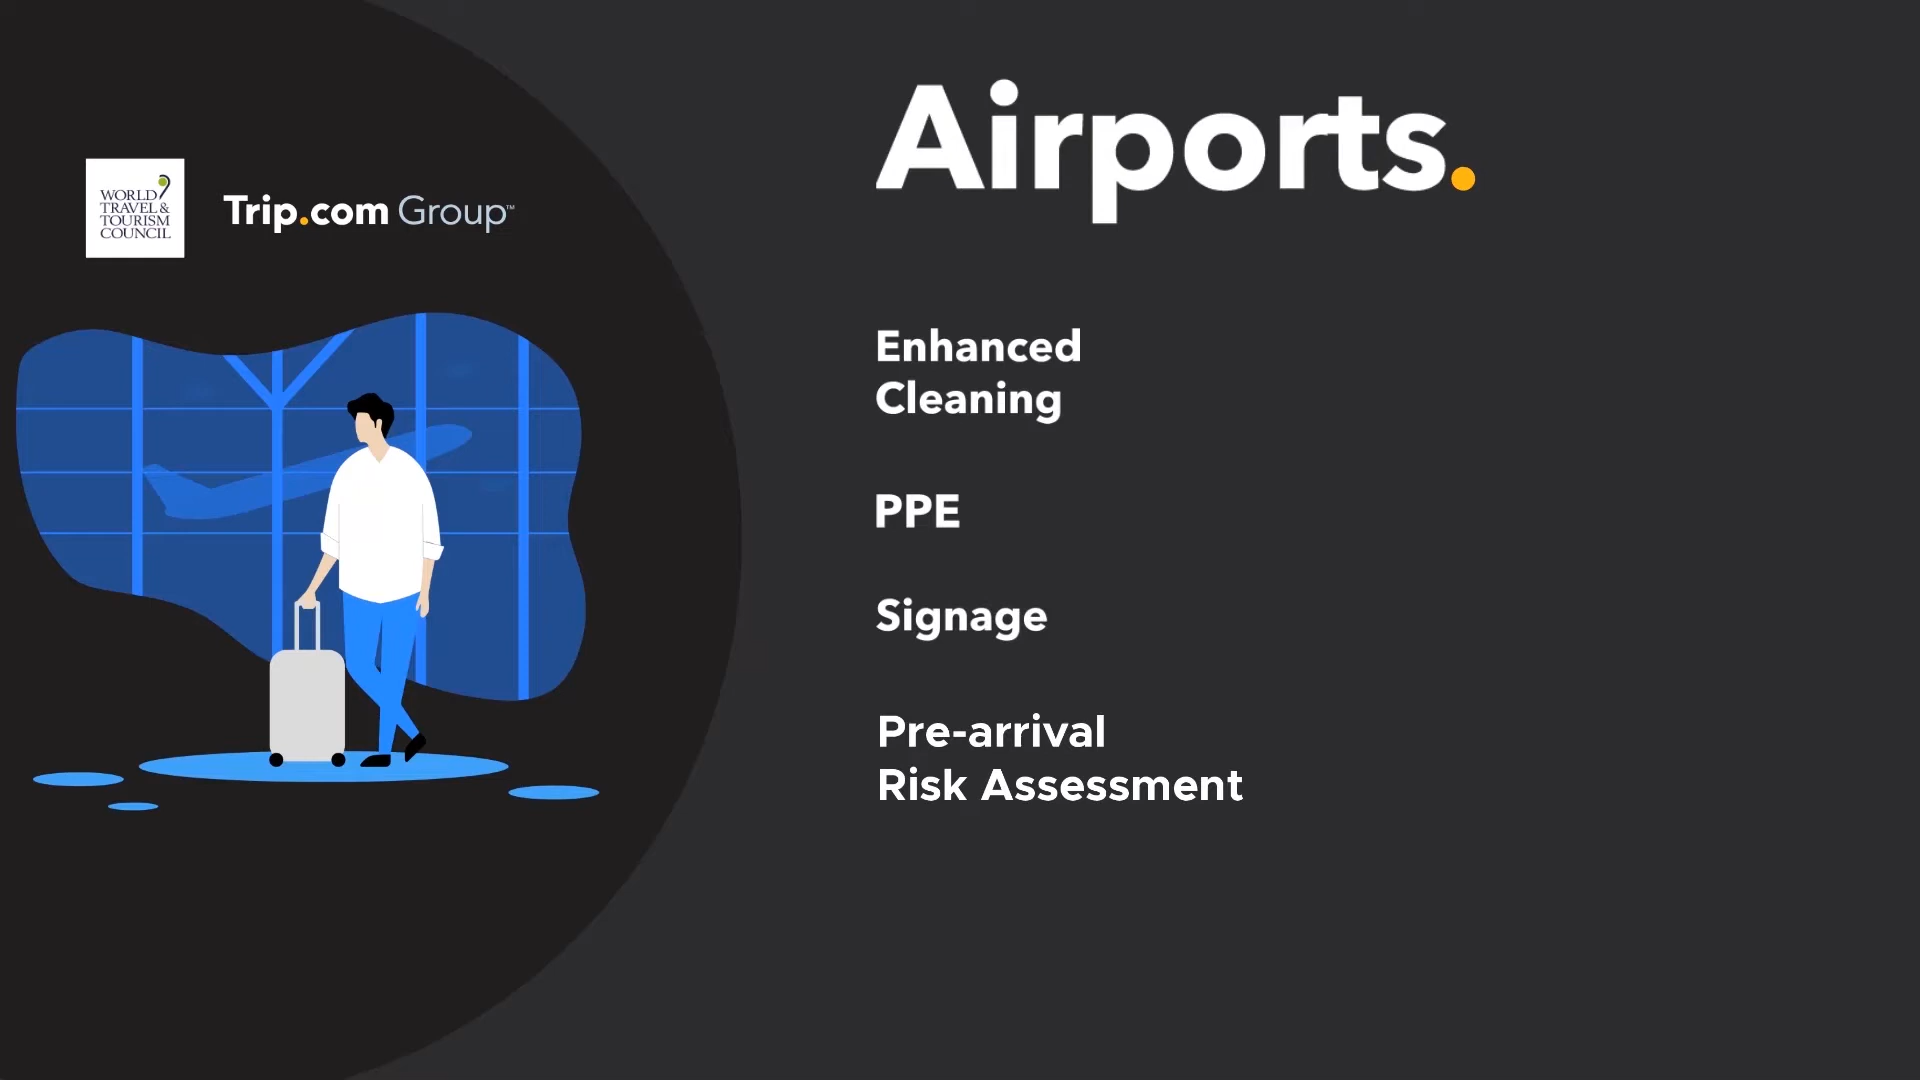 WORLD
TRAVEL &
TOURISM
COUNCIL
Trip.com Group™
Airports.
Enhanced
Cleaning
PPE
Signage
Pre-arrival
Risk Assessment